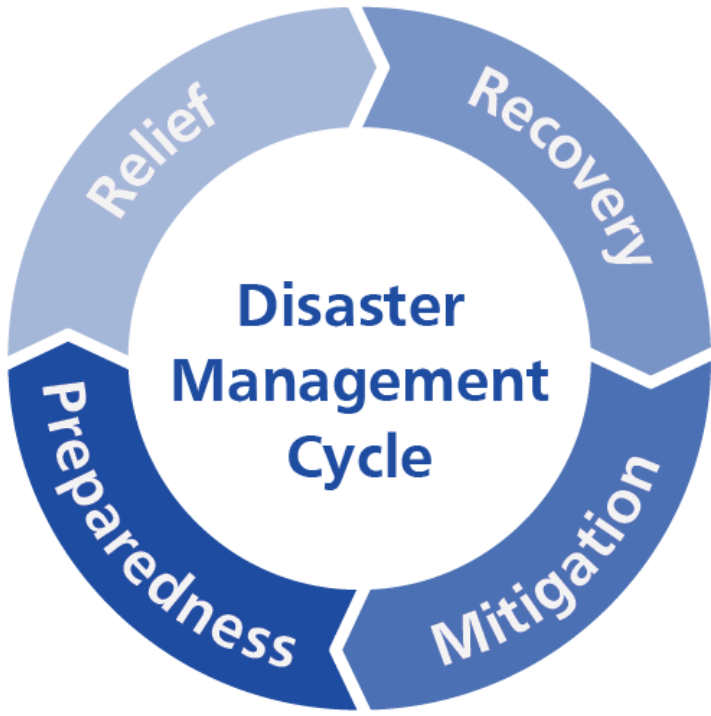 Relief
Recovery
Disaster
Management
Cycle
Preparedness
Mitigation